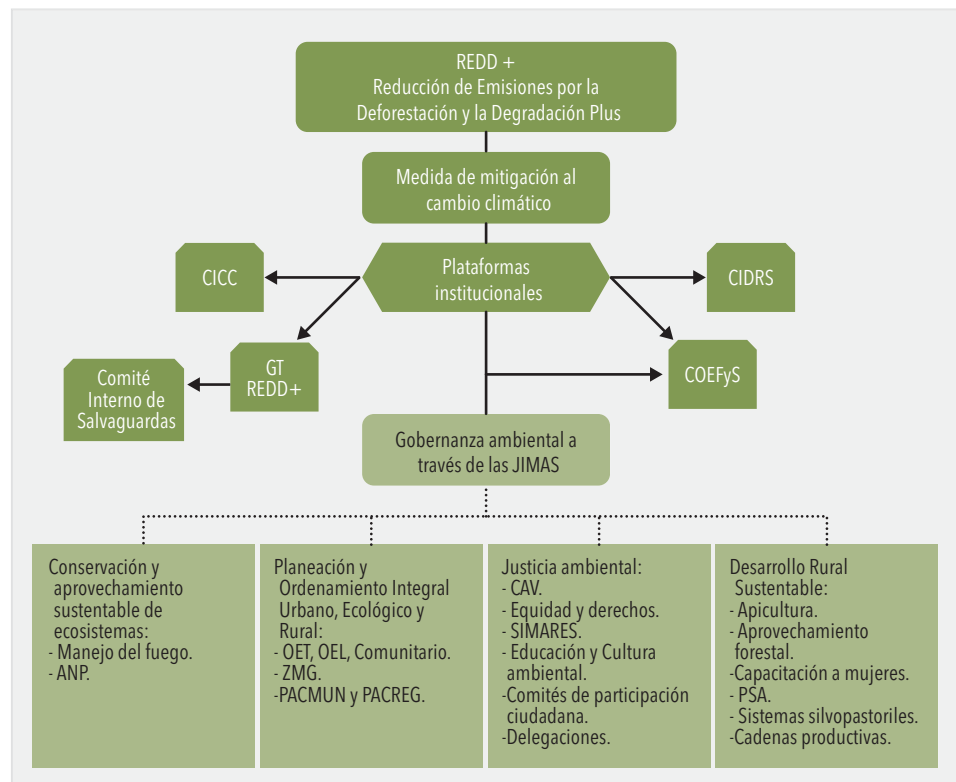 REDD +
Reducción de Emisiones por la
Deforestación y la Degradación Plus
Medida de mitigación al
cambio climático
Plataformas
institucionales
CICC
CIDRS
GT
REDD+
COEFyS
Comité
Interno de
Salvaguardas
Gobernanza ambiental a
través de las JIMAS
Conservación y
aprovechamiento
sustentable de
ecosistemas:
- Manejo del fuego.
- ANP.
Planeación y
Ordenamiento Integral
Urbano, Ecológico y
Rural:
- OET, OEL, Comunitario.
- ZMG.
-PACMUN y PACREG.
Justicia ambiental:
- CAV.
- Equidad y derechos.
- SIMARES.
- Educación y Cultura
ambiental.
-Comités de participación
ciudadana.
-Delegaciones.
Desarrollo Rural
Sustentable:
- Apicultura.
- Aprovechamiento
forestal.
-Capacitación a mujeres.
- PSA.
- Sistemas silvopastoriles.
-Cadenas productivas.